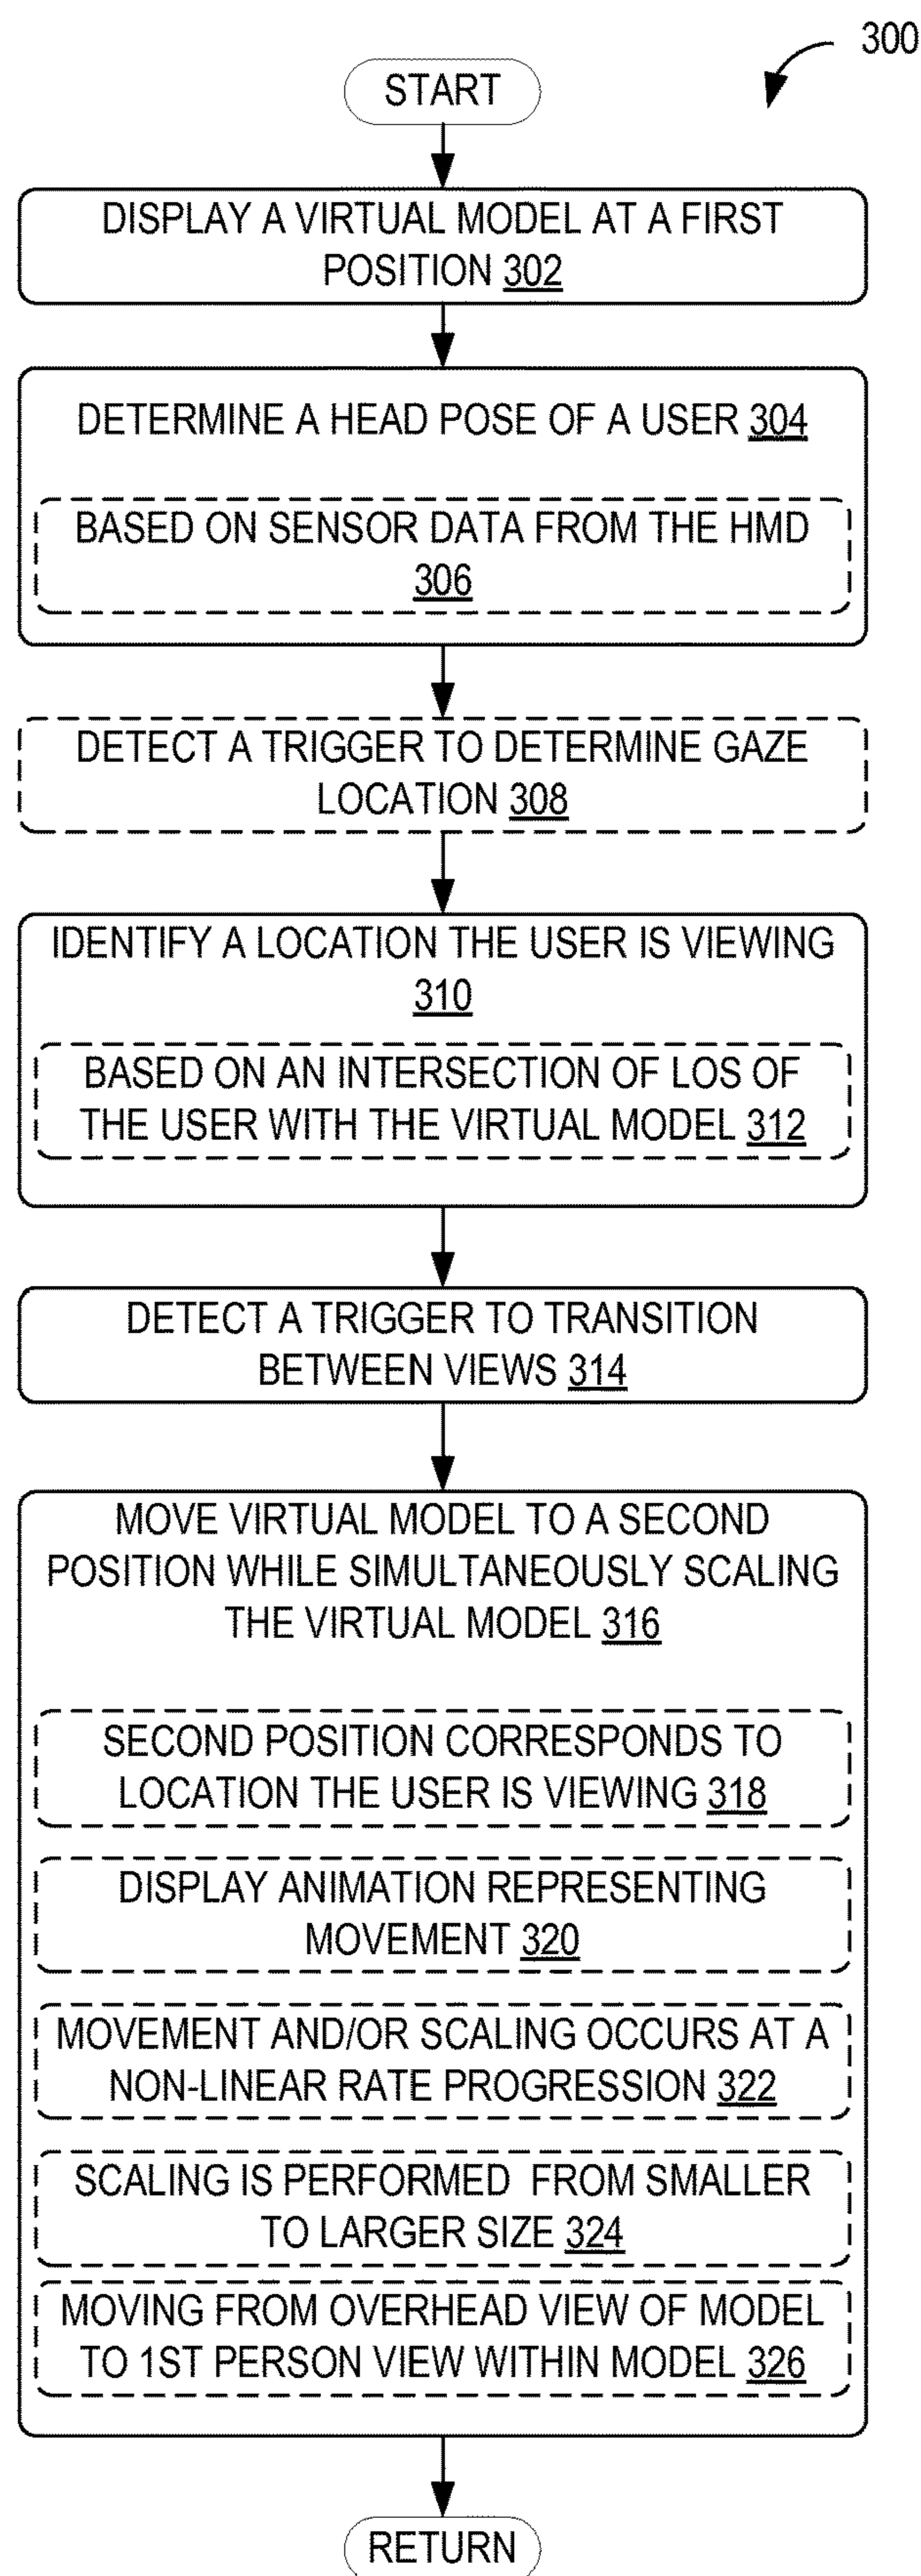 300
START
DISPLAY A VIRTUAL MODEL AT A FIRST
POSITION 302
DETERMINE A HEAD POSE OF A USER 304
BASED ON SENSOR DATA FROM THE HMD
306
DETECT A TRIGGER TO DETERMINE GAZE
LOCATION 308
IDENTIFY A LOCATION THE USER IS VIEWING
310
BASED ON AN INTERSECTION OF LOS OF
THE USER WITH THE VIRTUAL MODEL 312
DETECT A TRIGGER TO TRANSITION
BETWEEN VIEWS 314
MOVE VIRTUAL MODEL TO A SECOND
POSITION WHILE SIMULTANEOUSLY SCALING
THE VIRTUAL MODEL 316
SECOND POSITION CORRESPONDS TO
LOCATION THE USER IS VIEWING 318
DISPLAY ANIMATION REPRESENTING
MOVEMENT 320
MOVEMENT AND/OR SCALING OCCURS AT A
NON-LINEAR RATE PROGRESSION 322
SCALING IS PERFORMED FROM SMALLER
TO LARGER SIZE 324
MOVING FROM OVERHEAD VIEW OF MODEL
TO 1ST PERSON VIEW WITHIN MODEL 326
RETURN